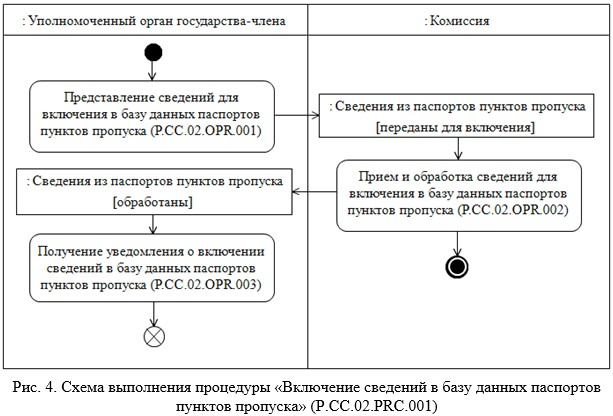 : Уполномоченный орган государства-члена
: Комиссия
Представление сведений для
включения в базу данных паспортов
пунктов пропуска (P.CC.02.OPR.001)
: Сведения из паспортов пунктов пропуска
[переданы для включения]
Прием и обработка сведений для
включения в базу данных паспортов
пунктов пропуска (P.CC.02.OPR.002)
: Сведения из паспортов пунктов пропуска
[обработаны]
Получение уведомления о включении
сведений в базу данных паспортов
пунктов пропуска (P.CC.02.OPR.003)
Рис. 4. Схема выполнения процедуры «Включение сведений в базу данных паспортов
пунктов пропуска» (P.CC.02.PRC.001)